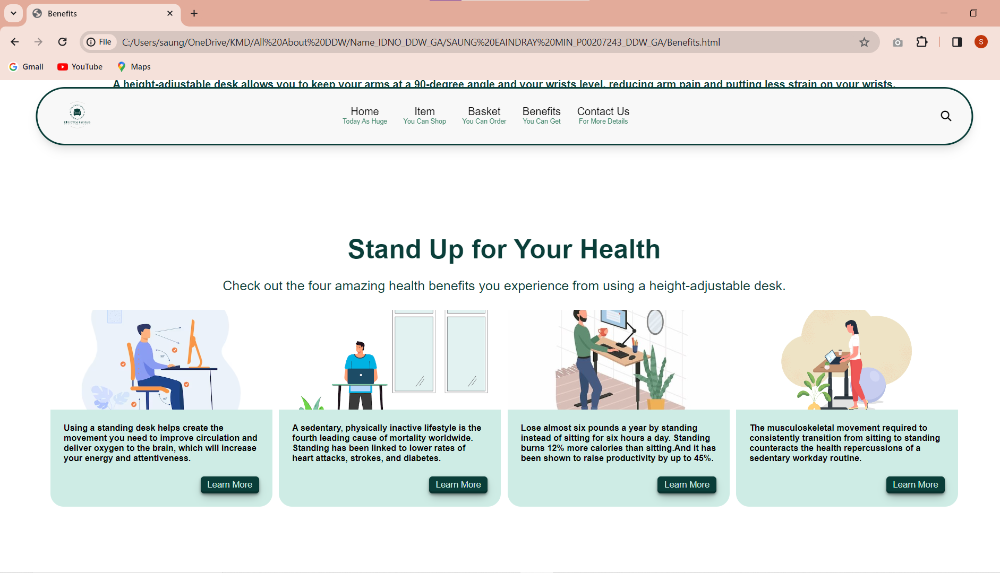 Benefits
File C:/Users/saung/OneDrive/KMD/All%20About%20DDW/Name_IDNO_DDW_GA/SAUNG%20EAINDRAY%20MIN_P00207243_DDW_GA/Benefits.html
S
Gmail YouTube Maps
A height-adjustable desk allows you to keep your arms at a 90-degree angle and your wrists level, reducing arm pain and putting less strain on your wrists.
Ellis Office Furniture
Home Item Basket Benefits Contact Us
Today As Huge You Can Shop You Can Order You Can Get For More Details
Stand Up for Your Health
Check out the four amazing health benefits you experience from using a height-adjustable desk.
90°
90°
Using a standing desk helps create the
movement you need to improve circulation and
deliver oxygen to the brain, which will increase
your energy and attentiveness.
Learn More
A sedentary, physically inactive lifestyle is the
fourth leading cause of mortality worldwide.
Standing has been linked to lower rates of
heart attacks, strokes, and diabetes.
Learn More
Lose almost six pounds a year by standing
instead of sitting for six hours a day. Standing
burns 12% more calories than sitting.And it has
been shown to raise productivity by up to 45%.
Learn More
The musculoskeletal movement required to
consistently transition from sitting to standing
counteracts the health repercussions of a
sedentary workday routine.
Learn More